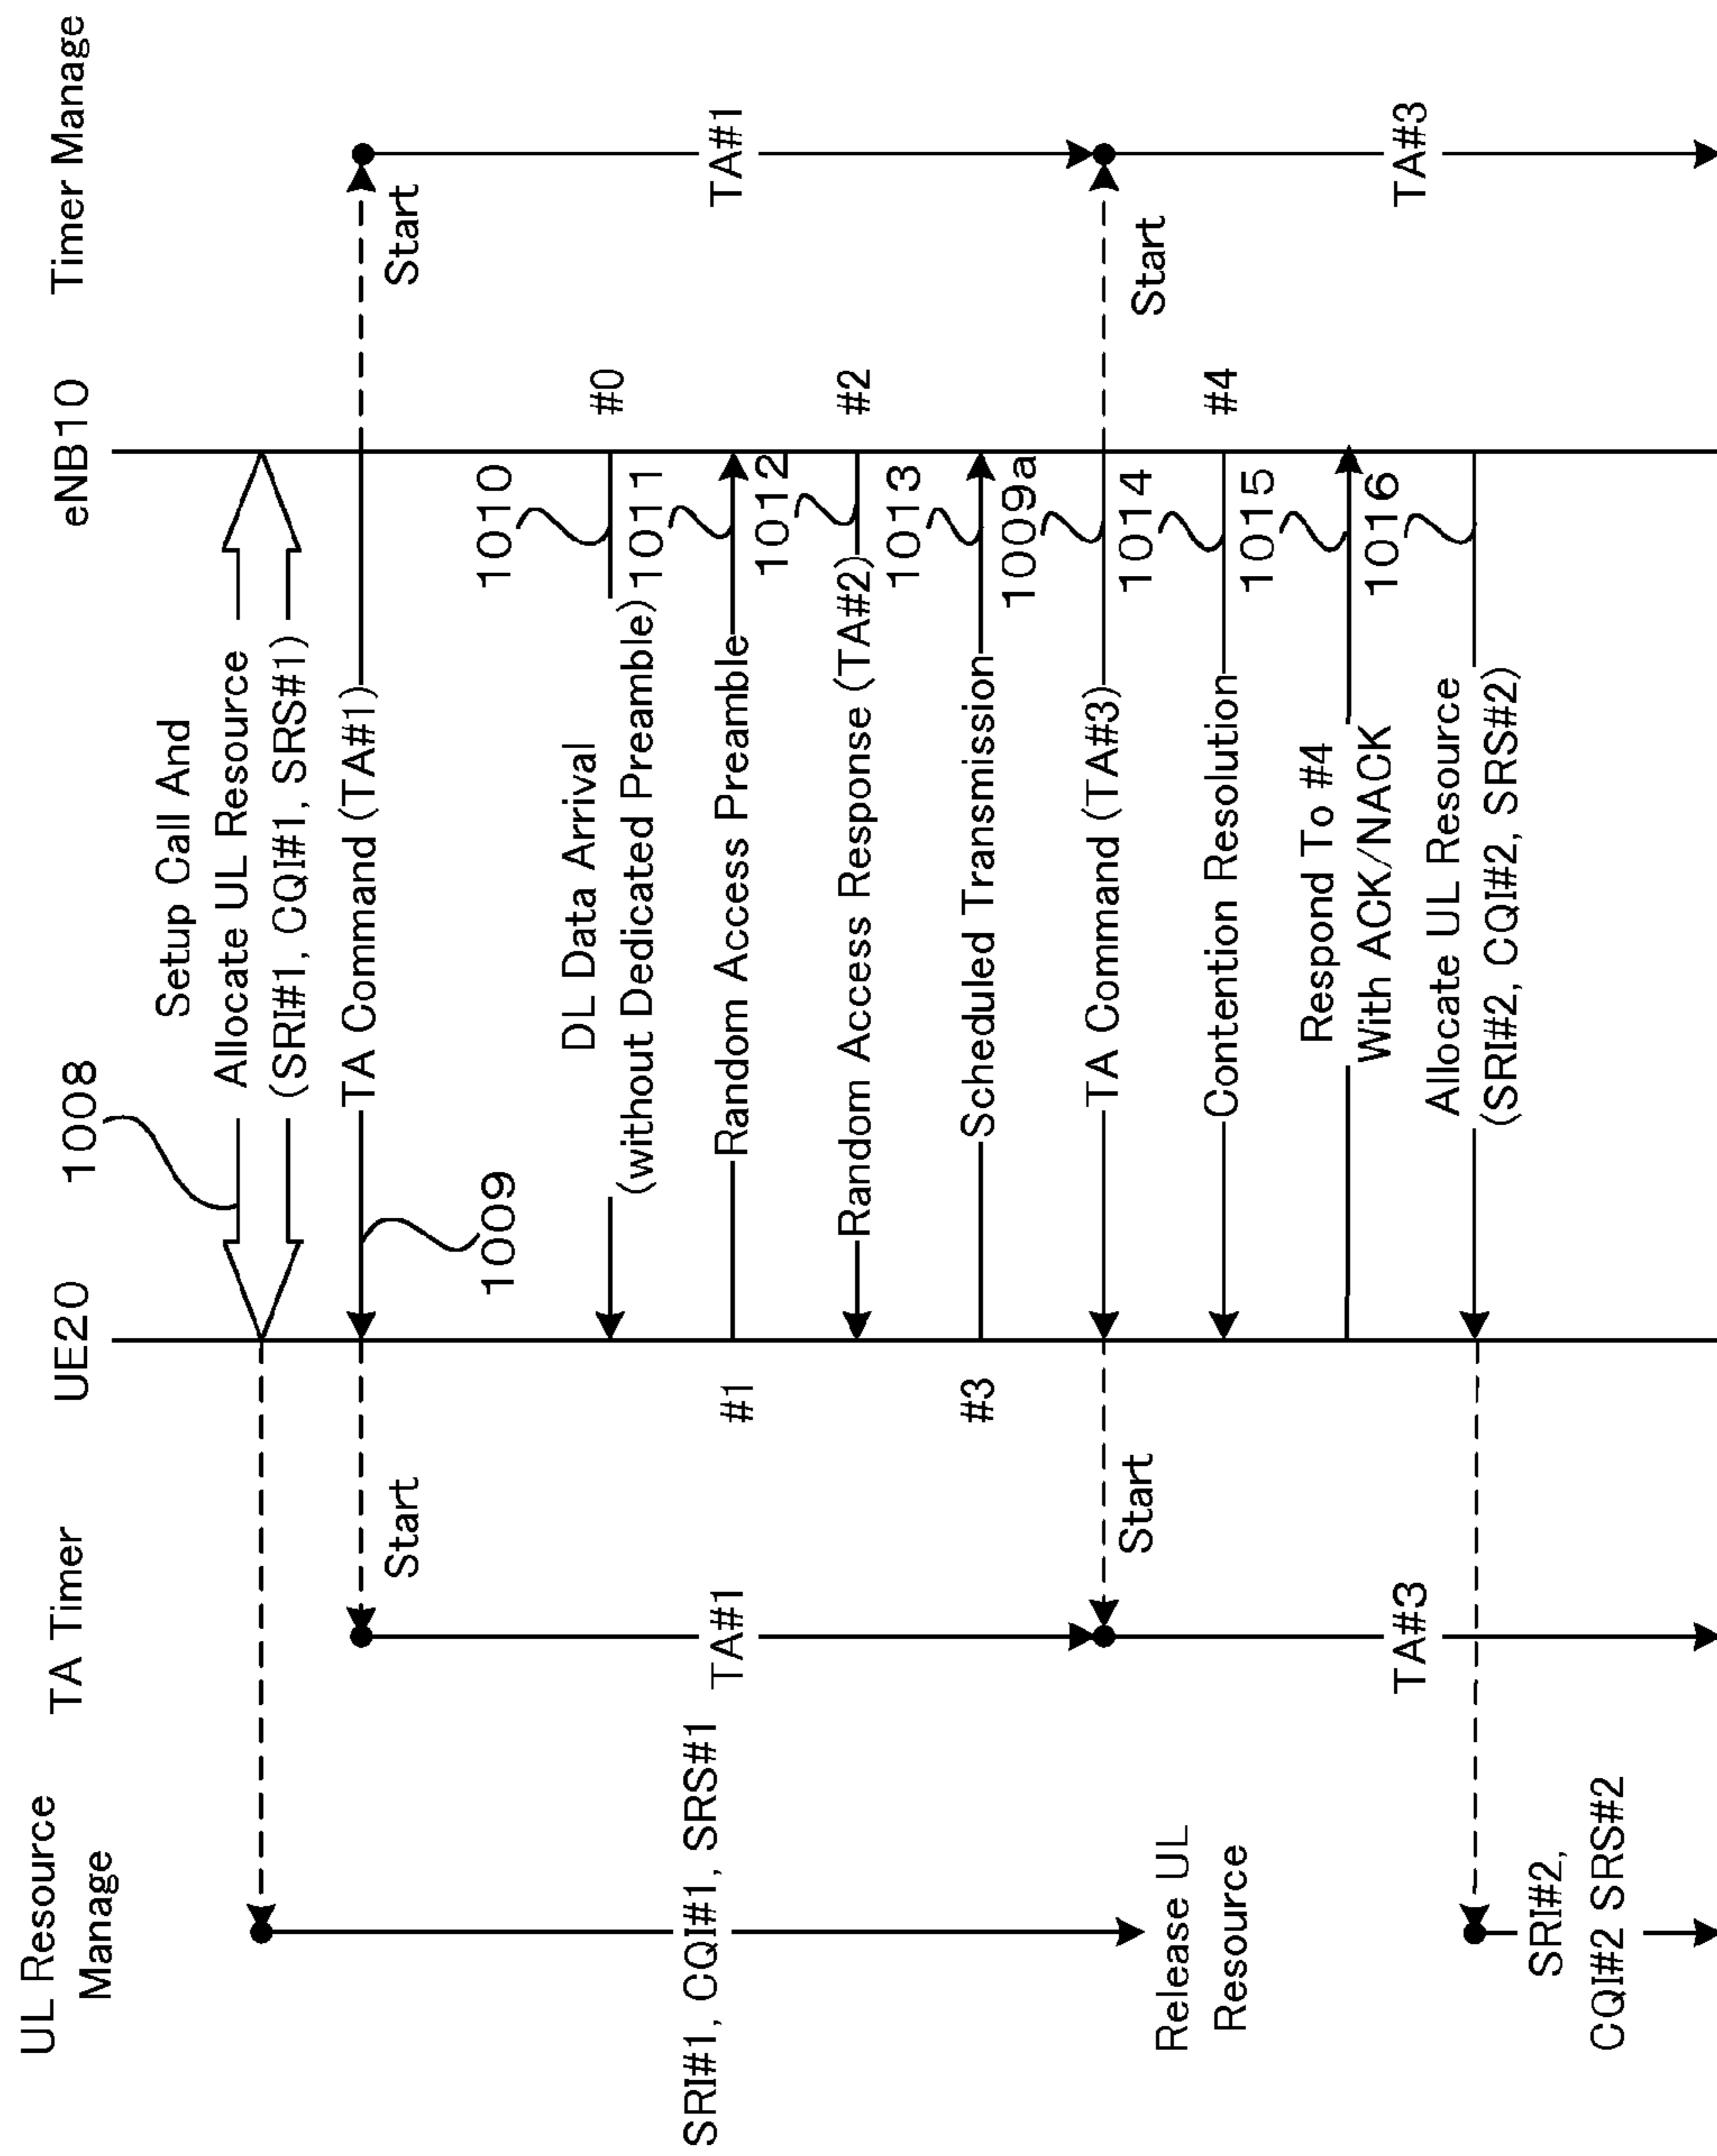 UL Resource
Manage
TA Timer
UE20
eNB10
Timer Manage
1008
Setup Call And
Allocate UL Resource
(SRI#1, CQI#1, SRS#1)
TA Command (TA#1)
1009
Start
Start
1010
#0
DL Data Arrival
(without Dedicated Preamble)
1011
#1
Random Access Preamble
SRI#1, CQI#1, SRS#1
TA#1
TA#1
1012
#2
Random Access Response (TA#2)
1013
#3
Scheduled Transmission
1009a
TA Command (TA#3)
Start
Start
Release UL
Resource
1014
#4
Contention Resolution
1015
Respond To #4
With ACK/NACK
TA#3
TA#3
1016
Allocate UL Resource
(SRI#2, CQI#2, SRS#2)
SRI#2,
CQI#2 SRS#2